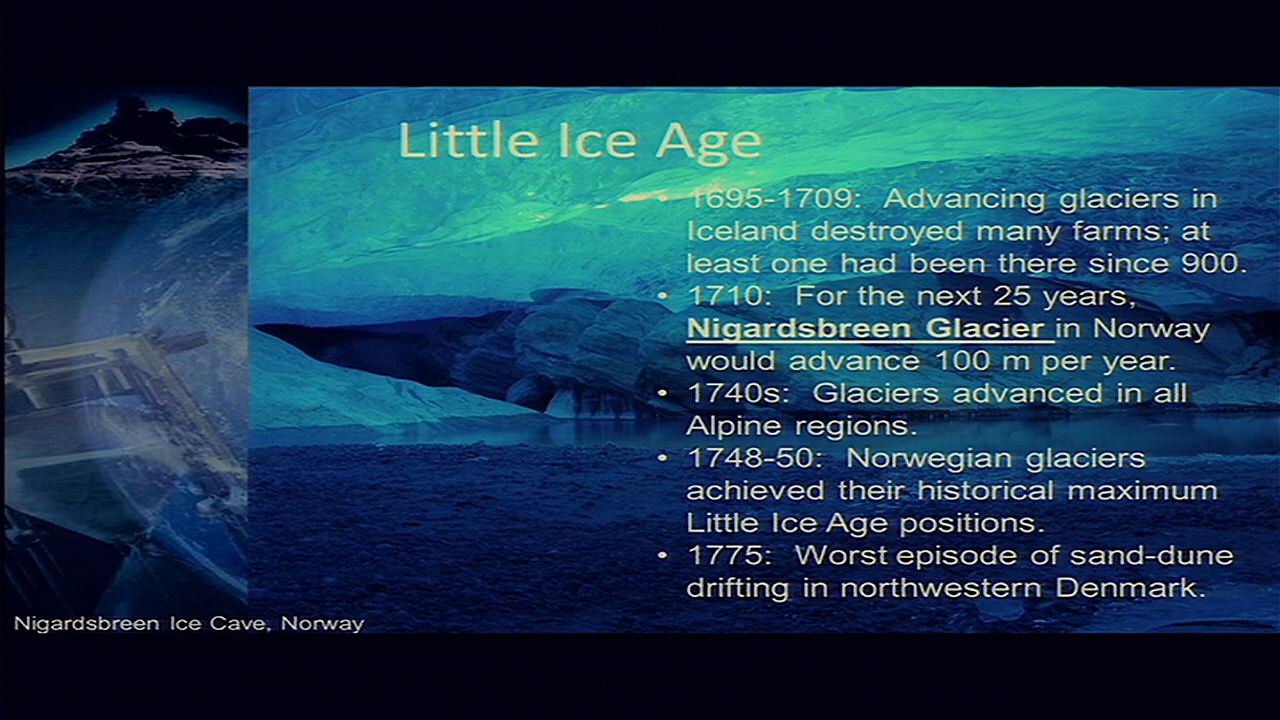 Little Ice Age
• 1695-1709: Advancing glaciers in
Iceland destroyed many farms; at
least one had been there since 900.
• 1710: For the next 25 years,
Nigardsbreen Glacier in Norway
would advance 100 m per year.
• 1740s: Glaciers advanced in all
Alpine regions.
• 1748-50: Norwegian glaciers
achieved their historical maximum
Little Ice Age positions.
• 1775: Worst episode of sand-dune
drifting in northwestern Denmark.
Nigardsbreen Ice Cave, Norway